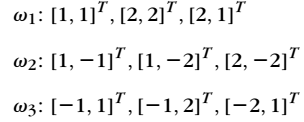 ω₁: [1, 1]ᵀ, [2, 2]ᵀ, [2, 1]ᵀ
ω₂: [1, −1]ᵀ, [1, −2]ᵀ, [2, −2]ᵀ
ω₃: [−1, 1]ᵀ, [−1, 2]ᵀ, [−2, 1]ᵀ